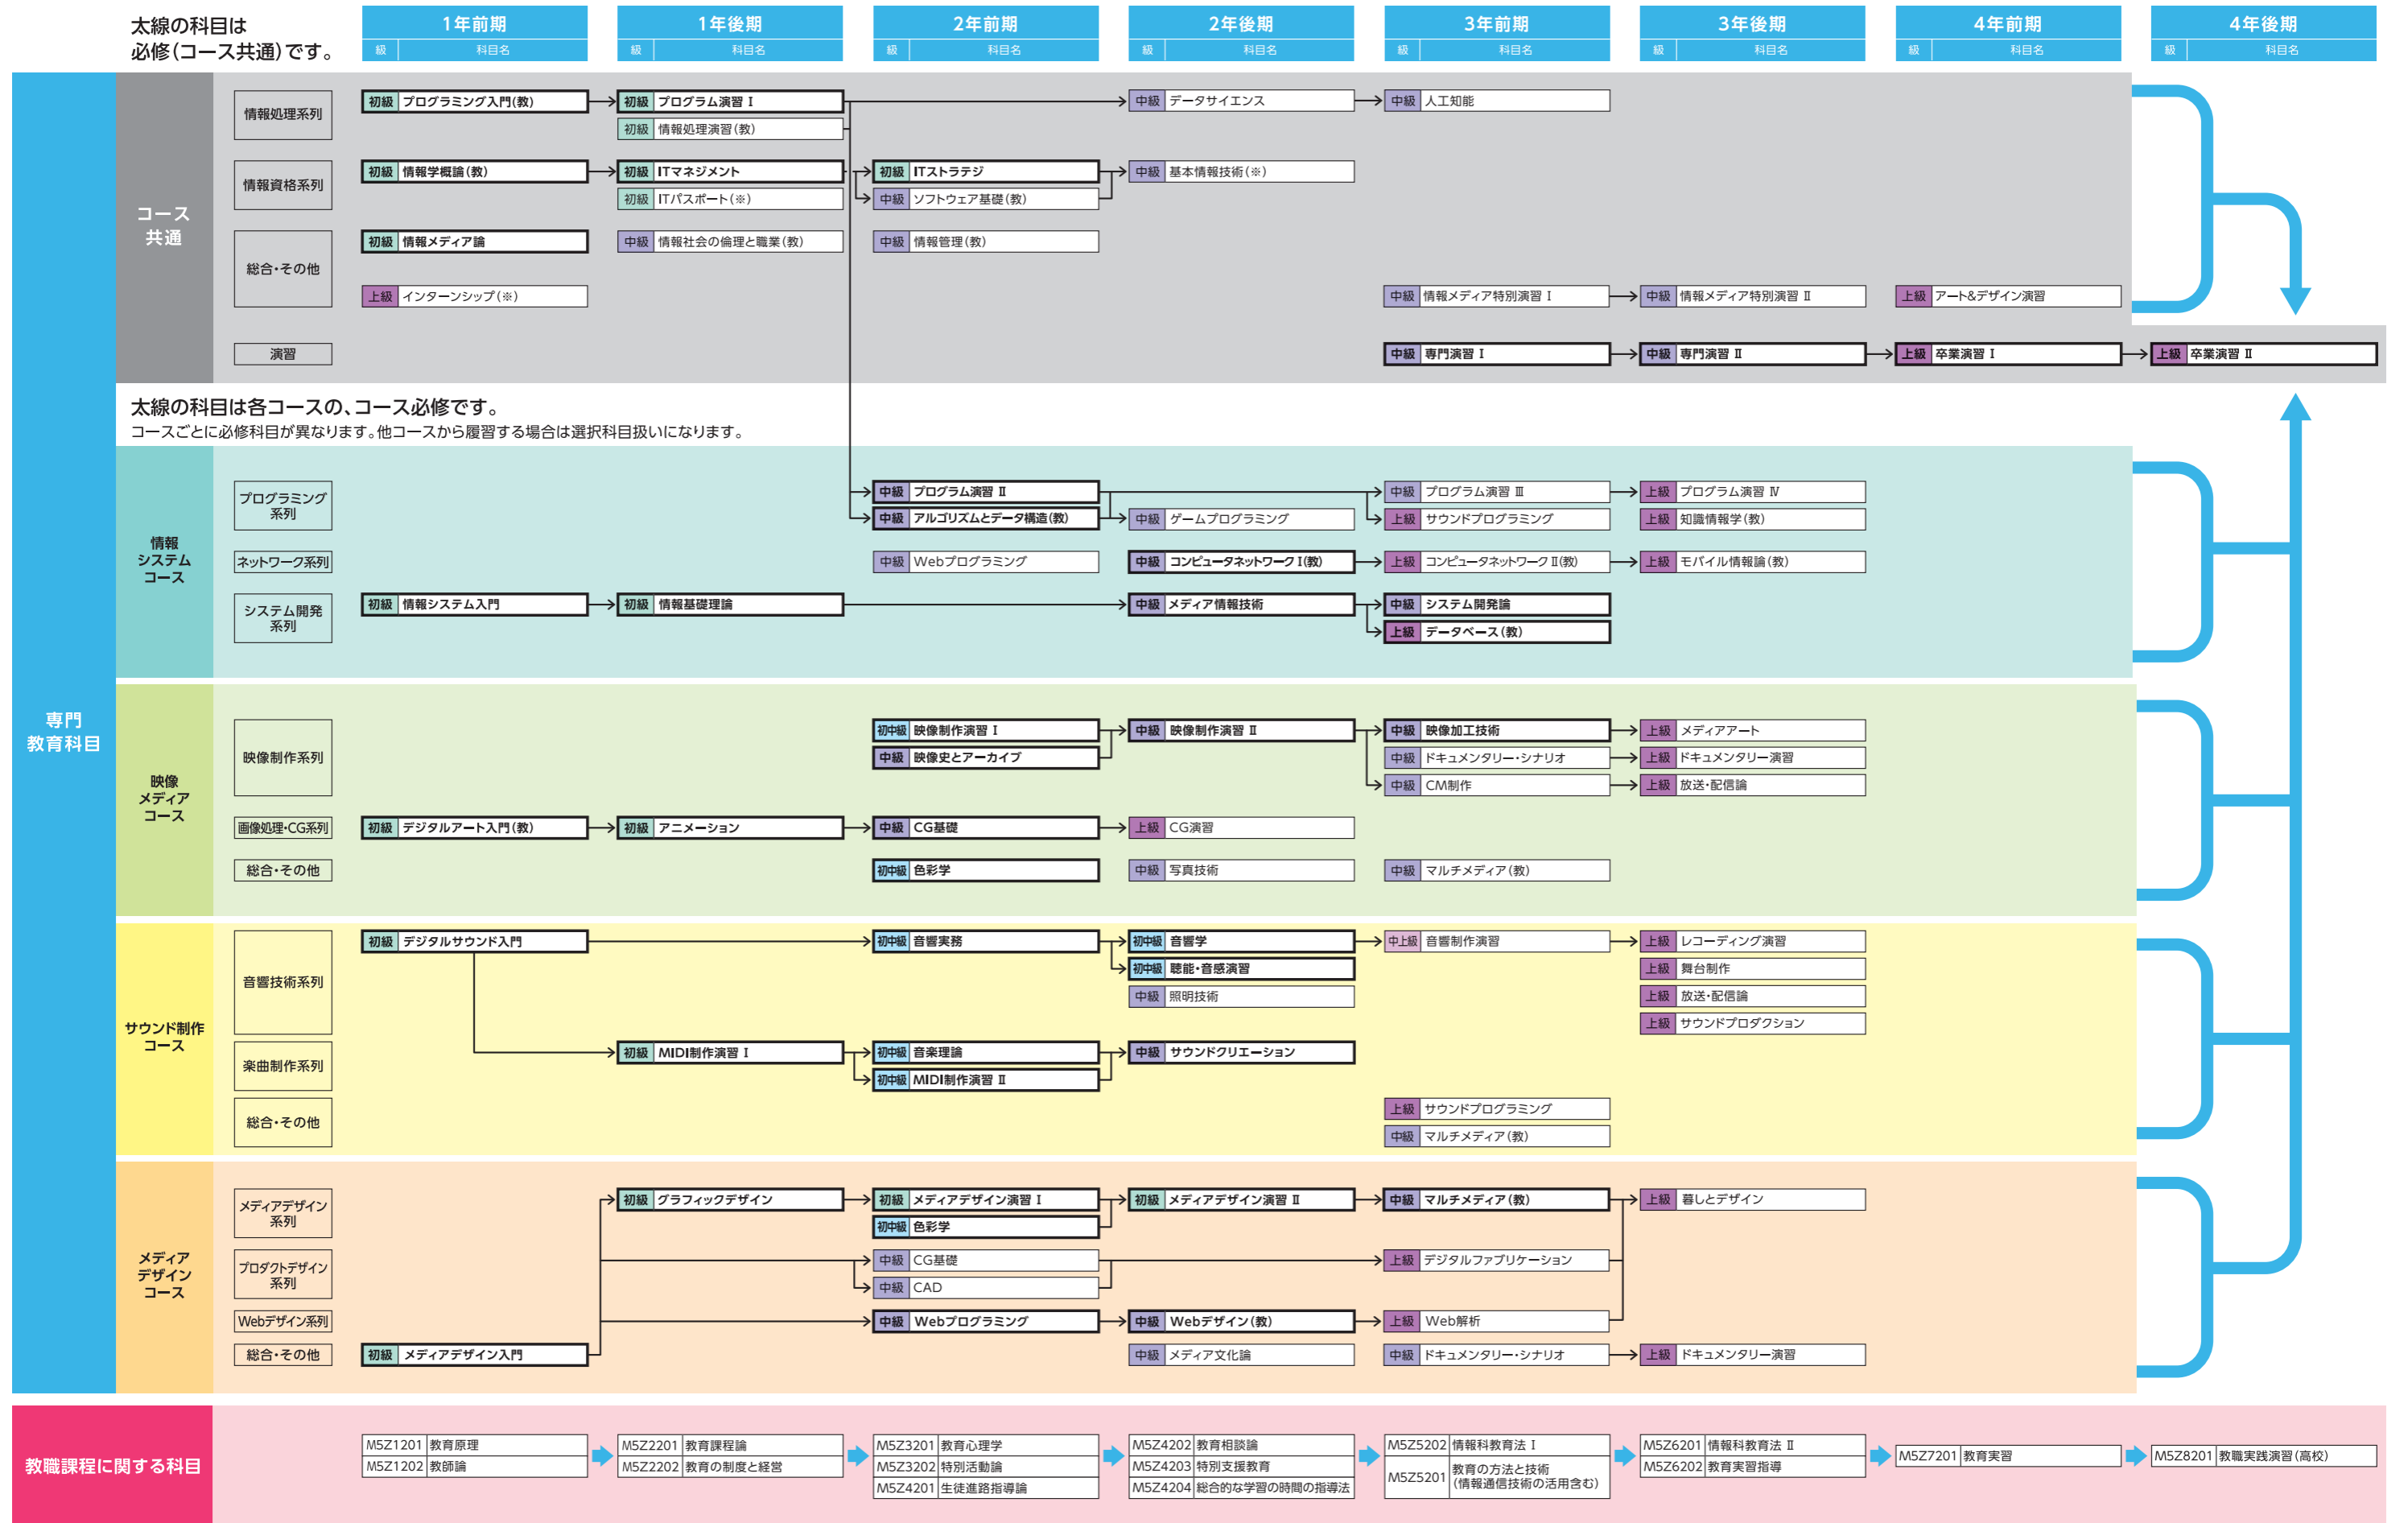 太線の科目は
必修(コース共通)です。
1年前期 1年後期 2年前期 2年後期 3年前期 3年後期 4年前期 4年後期
級 科目名 級 科目名 級 科目名 級 科目名 級 科目名 級 科目名 級 科目名 級 科目名
専門
教育科目
コース
共通
情報処理系列
初級 プログラミング入門(教) 初級 プログラム演習 Ⅰ 中級 データサイエンス 中級 人工知能
初級 情報処理演習(教)
情報資格系列
初級 情報学概論(教) 初級 ITマネジメント 初級 ITストラテジ 中級 基本情報技術(※)
初級 ITパスポート(※) 中級 ソフトウェア基礎(教)
総合・その他
初級 情報メディア論 中級 情報社会の倫理と職業(教) 中級 情報管理(教)
上級 インターンシップ(※) 中級 情報メディア特別演習 Ⅰ 中級 情報メディア特別演習 Ⅱ 上級 アート&デザイン演習
演習
中級 専門演習 Ⅰ 中級 専門演習 Ⅱ 上級 卒業演習 Ⅰ 上級 卒業演習 Ⅱ
太線の科目は各コースの、コース必修です。
コースごとに必修科目が異なります。他コースから履習する場合は選択科目扱いになります。
情報
システム
コース
プログラミング
系列
中級 プログラム演習 Ⅱ 中級 プログラム演習 Ⅲ 上級 プログラム演習 Ⅳ
中級 アルゴリズムとデータ構造(教) 中級 ゲームプログラミング 上級 サウンドプログラミング 上級 知識情報学(教)
ネットワーク系列
中級 Webプログラミング 中級 コンピュータネットワーク Ⅰ(教) 上級 コンピュータネットワーク Ⅱ(教) 上級 モバイル情報論(教)
システム開発
系列
初級 情報システム入門 初級 情報基礎理論 中級 メディア情報技術 中級 システム開発論
上級 データベース(教)
映像
メディア
コース
映像制作系列
初中級 映像制作演習 Ⅰ 中級 映像制作演習 Ⅱ 中級 映像加工技術 上級 メディアアート
中級 映像史とアーカイブ 中級 ドキュメンタリー・シナリオ 上級 ドキュメンタリー演習
中級 CM制作 上級 放送・配信論
画像処理・CG系列
初級 デジタルアート入門(教) 初級 アニメーション 中級 CG基礎 上級 CG演習
総合・その他
初中級 色彩学 中級 写真技術 中級 マルチメディア(教)
サウンド制作
コース
音響技術系列
初級 デジタルサウンド入門 初中級 音響実務 初中級 音響学 中上級 音響制作演習 上級 レコーディング演習
初中級 聴能・音感演習 上級 舞台制作
中級 照明技術 上級 放送・配信論
上級 サウンドプロダクション
楽曲制作系列
初級 MIDI制作演習 Ⅰ 初中級 音楽理論 中級 サウンドクリエーション
初中級 MIDI制作演習 Ⅱ
総合・その他
上級 サウンドプログラミング
中級 マルチメディア(教)
メディア
デザイン
コース
メディアデザイン
系列
初級 グラフィックデザイン 初級 メディアデザイン演習 Ⅰ 初級 メディアデザイン演習 Ⅱ 中級 マルチメディア(教) 上級 暮しとデザイン
初中級 色彩学
プロダクトデザイン
系列
中級 CG基礎 上級 デジタルファブリケーション
中級 CAD
Webデザイン系列
中級 Webプログラミング 中級 Webデザイン(教) 上級 Web解析
総合・その他
初級 メディアデザイン入門 中級 メディア文化論 中級 ドキュメンタリー・シナリオ 上級 ドキュメンタリー演習
教職課程に関する科目
M5Z1201 教育原理 M5Z2201 教育課程論 M5Z3201 教育心理学 M5Z4202 教育相談論 M5Z5202 情報科教育法 Ⅰ M5Z6201 情報科教育法 Ⅱ M5Z7201 教育実習 M5Z8201 教職実践演習(高校)
M5Z1202 教師論 M5Z2202 教育の制度と経営 M5Z3202 特別活動論 M5Z4203 特別支援教育 M5Z5201 教育の方法と技術 M5Z6202 教育実習指導
(情報通信技術の活用含む)
M5Z4201 生徒進路指導論 M5Z4204 総合的な学習の時間の指導法